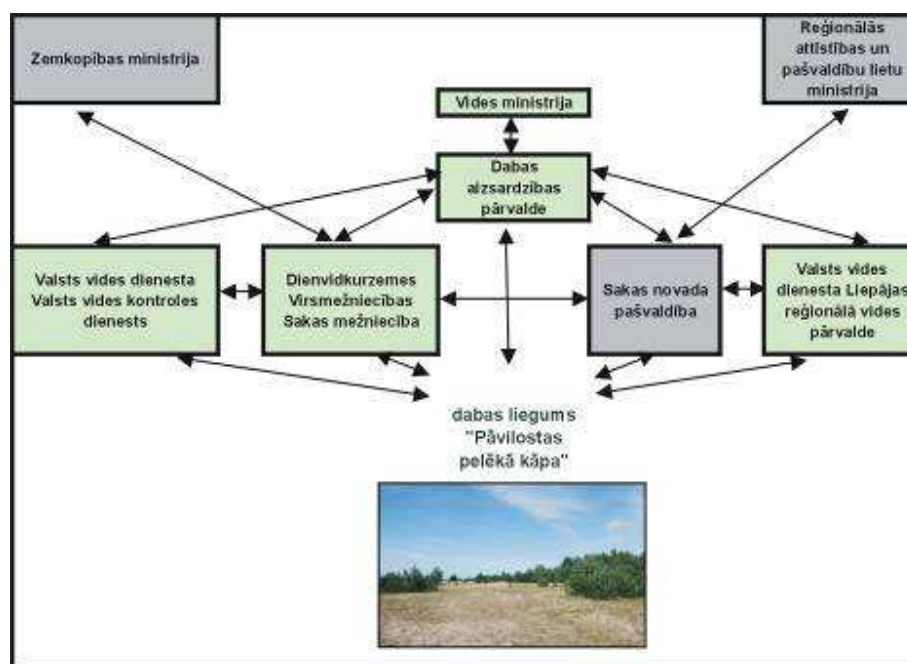 Zemkopības ministrija
Reģionālās
attīstības un
pašvaldību lietu
ministrija
Vides ministrija
Dabas
aizsardzības
pārvalde
Valsts vides dienesta
Valsts vides kontroles
dienests
Dienvidkurzemes
Virsmežniecības
Sakas mežniecība
Sakas novada
pašvaldība
Valsts vides
dienesta Liepājas
reģionālā vides
pārvalde
dabas liegums
"Pāvilostas
pelēkā kāpa"